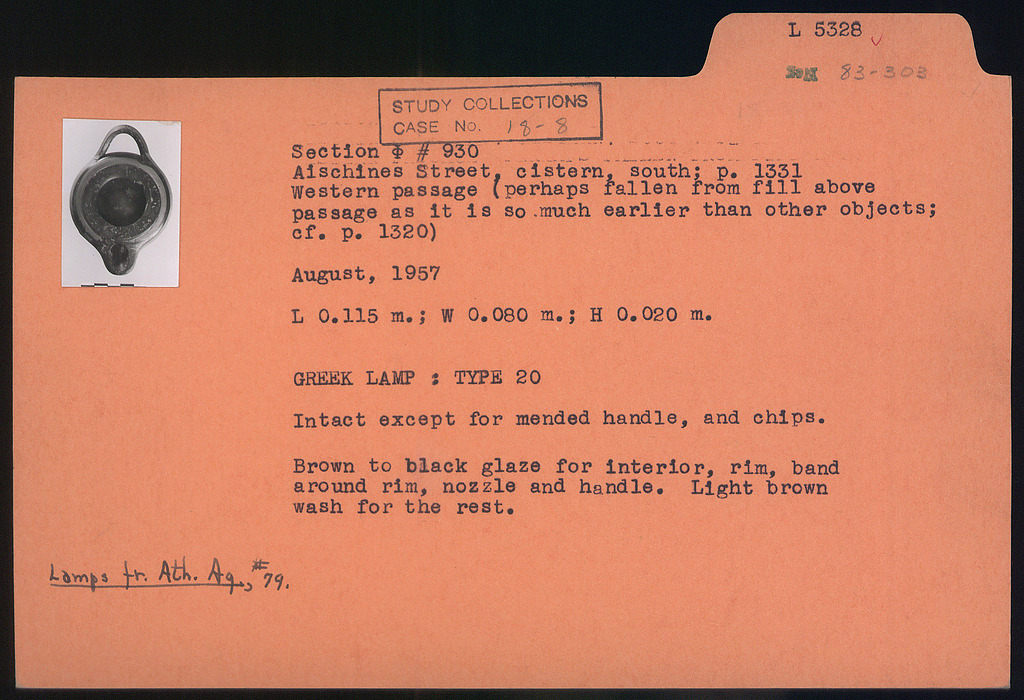 L 5328
83-303
STUDY COLLECTIONS
CASE No. 18-8
Section Φ # 930
Aischines Street, cistern, south; p. 1331
Western passage (perhaps fallen from fill above
passage as it is so much earlier than other objects;
cf. p. 1320)
August, 1957
L 0.115 m.; W 0.080 m.; H 0.020 m.
GREEK LAMP : TYPE 20
Intact except for mended handle, and chips.
Brown to black glaze for interior, rim, band
around rim, nozzle and handle. Light brown
wash for the rest.
Lamps fr. Ath. Ag., #79.